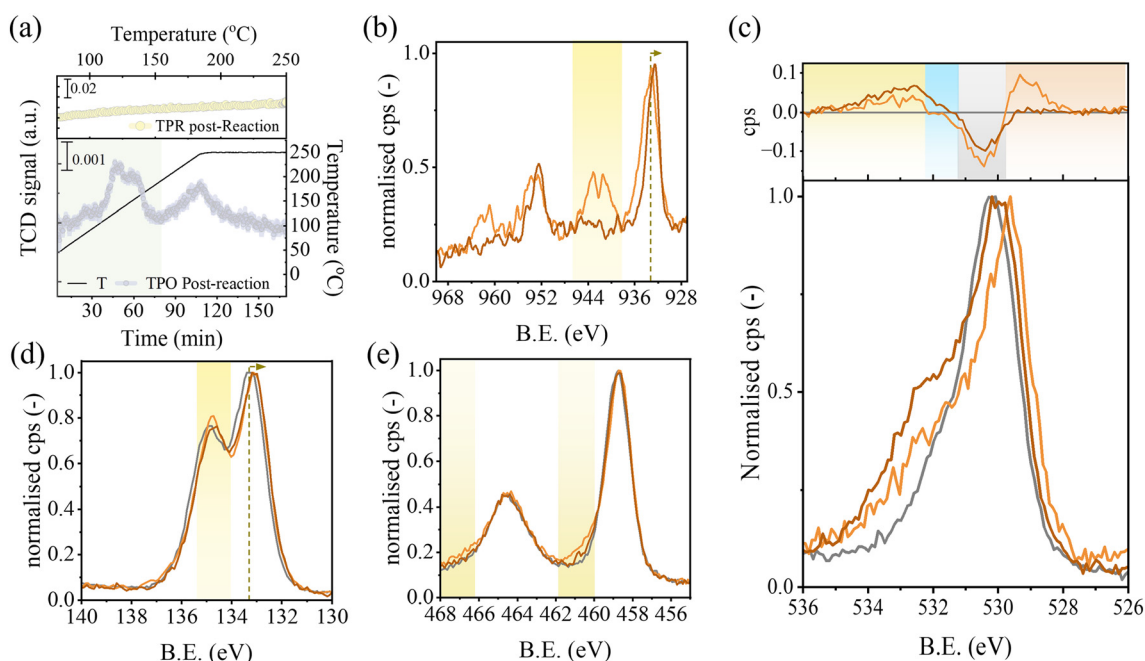 (a)
Temperature (°C)
100 150 200 250
0.02
TPR post-Reaction
0.001
TCD signal (a.u.)
250
200
150
100
50
0
Temperature (°C)
T TPO Post-reaction
30 60 90 120 150
Time (min)
(b)
normalised cps (-)
1.0
0.5
0.0
968 960 952 944 936 928
B.E. (eV)
(c)
cps
0.1
0.0
−0.1
Normalised cps (-)
1.0
0.5
0.0
536 534 532 530 528 526
B.E. (eV)
(d)
normalised cps (-)
1.0
0.8
0.6
0.4
0.2
0.0
140 138 136 134 132 130
B.E. (eV)
(e)
normalised cps (-)
1.0
0.8
0.6
0.4
0.2
0.0
468 466 464 462 460 458 456
B.E. (eV)